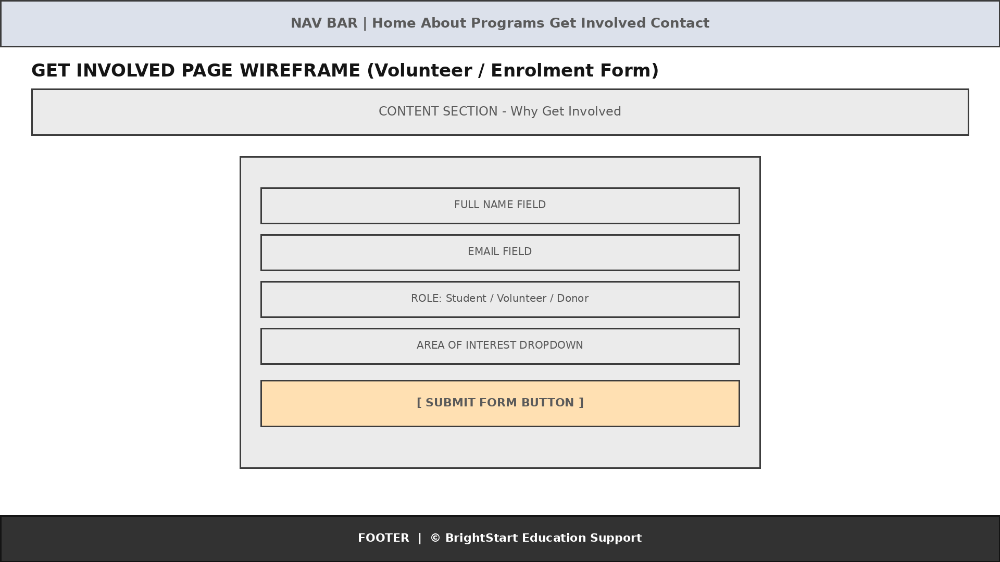 NAV BAR | Home About Programs Get Involved Contact
GET INVOLVED PAGE WIREFRAME (Volunteer / Enrolment Form)
CONTENT SECTION - Why Get Involved
FULL NAME FIELD
EMAIL FIELD
ROLE: Student / Volunteer / Donor
AREA OF INTEREST DROPDOWN
[ SUBMIT FORM BUTTON ]
FOOTER | © BrightStart Education Support